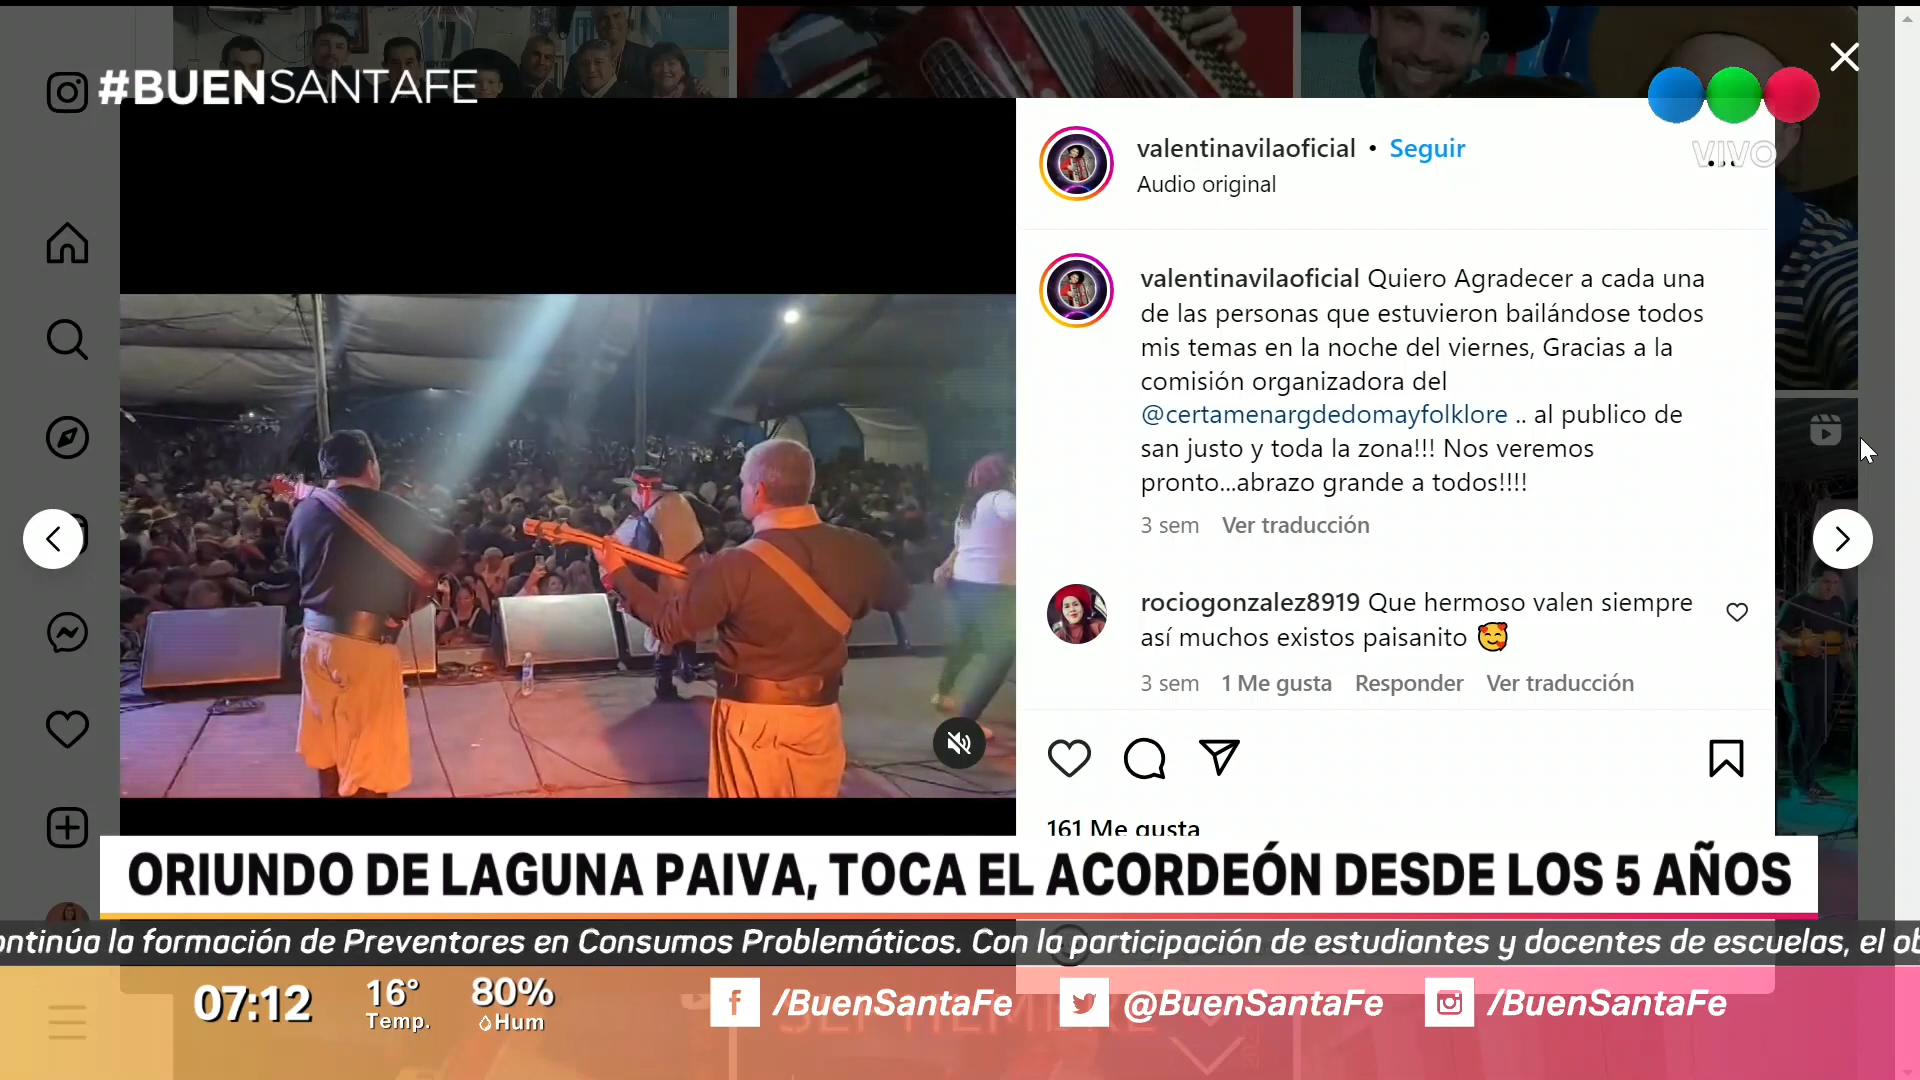 #BUENSANTAFE
VIVO
valentinavilaoficial • Seguir
Audio original
valentinavilaoficial Quiero Agradecer a cada una
de las personas que estuvieron bailándose todos
mis temas en la noche del viernes, Gracias a la
comisión organizadora del
@certamenargdedomayfolklore .. al publico de
san justo y toda la zona!!! Nos veremos
pronto...abrazo grande a todos!!!!
3 sem Ver traducción
rociogonzalez8919 Que hermoso valen siempre
así muchos existos paisanito 🥰
3 sem 1 Me gusta Responder Ver traducción
161 Me gusta
ORIUNDO DE LAGUNA PAIVA, TOCA EL ACORDEÓN DESDE LOS 5 AÑOS
ontinúa la formación de Preventores en Consumos Problemáticos. Con la participación de estudiantes y docentes de escuelas, el ob
07:12
16°
Temp.
80%
Hum
/BuenSantaFe
@BuenSantaFe
/BuenSantaFe
SEPTIEMBRE